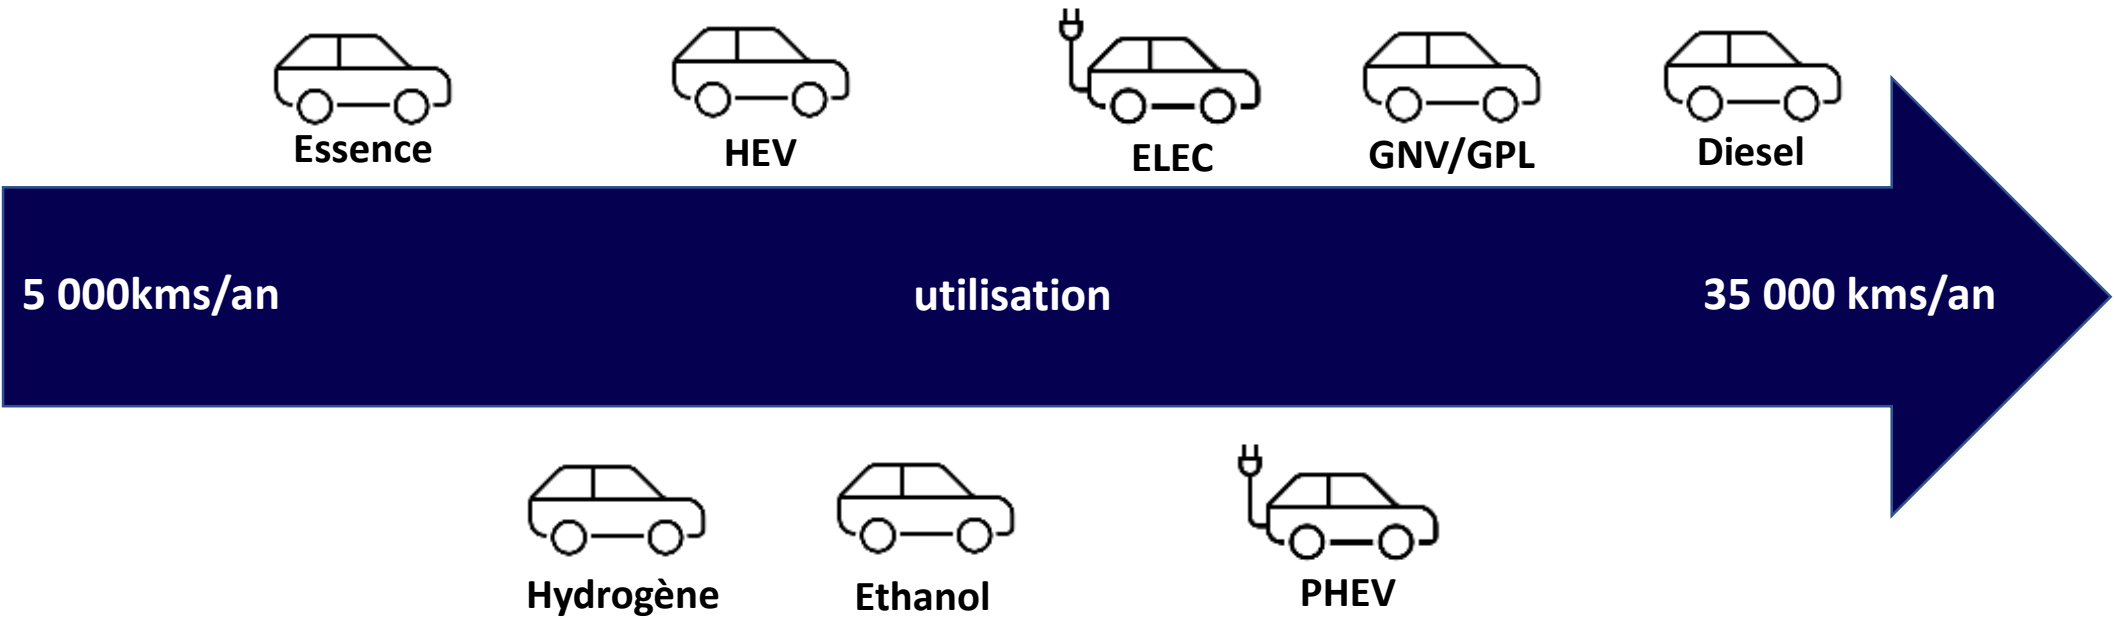 Essence
HEV
ELEC
GNV/GPL
Diesel
5 000kms/an
utilisation
35 000 kms/an
Hydrogène
Ethanol
PHEV